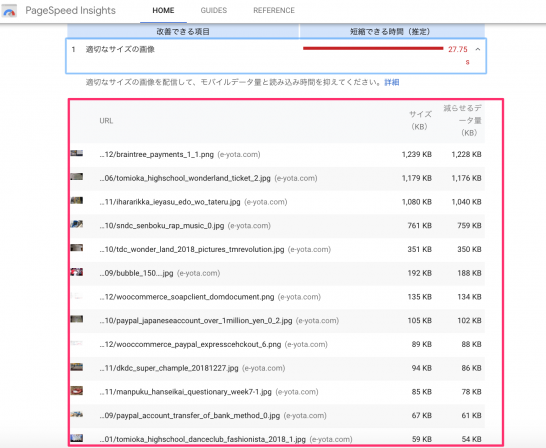 PageSpeed Insights HOME GUIDES REFERENCE
改善できる項目 短縮できる時間（推定）
1 適切なサイズの画像 27.75 s
適切なサイズの画像を配信して、モバイルデータ量と読み込み時間を抑えてください。詳細
URL サイズ（KB） 減らせるデータ量（KB）
...12/braintree_payments_1_1.png (e-yota.com) 1,239 KB 1,228 KB
...06/tomioka_highschool_wonderland_ticket_2.jpg (e-yota.com) 1,179 KB 1,176 KB
...11/ihararikka_ieyasu_edo_wo_tateru.jpg (e-yota.com) 1,080 KB 1,040 KB
...10/sndc_senboku_rap_music_0.jpg (e-yota.com) 761 KB 759 KB
...10/tdc_wonder_land_2018_pictures_tmrevolution.jpg (e-yota.com) 351 KB 350 KB
...09/bubble_150....jpg (e-yota.com) 192 KB 188 KB
...12/woocommerce_soapclient_domdocument.png (e-yota.com) 135 KB 134 KB
...10/paypal_japaneseaccount_over_1million_yen_0_2.jpg (e-yota.com) 105 KB 102 KB
...12/wooccommerce_paypal_expresscehckout_6.png (e-yota.com) 89 KB 88 KB
...11/dkdc_super_chample_20181227.jpg (e-yota.com) 94 KB 86 KB
...11/manpuku_hanseikai_questionary_week7-1.jpg (e-yota.com) 85 KB 78 KB
...09/paypal_account_transfer_of_bank_method_0.jpg (e-yota.com) 67 KB 61 KB
...01/tomioka_highschool_danceclub_fashionista_2018_1.jpg (e-yota.com) 59 KB 54 KB